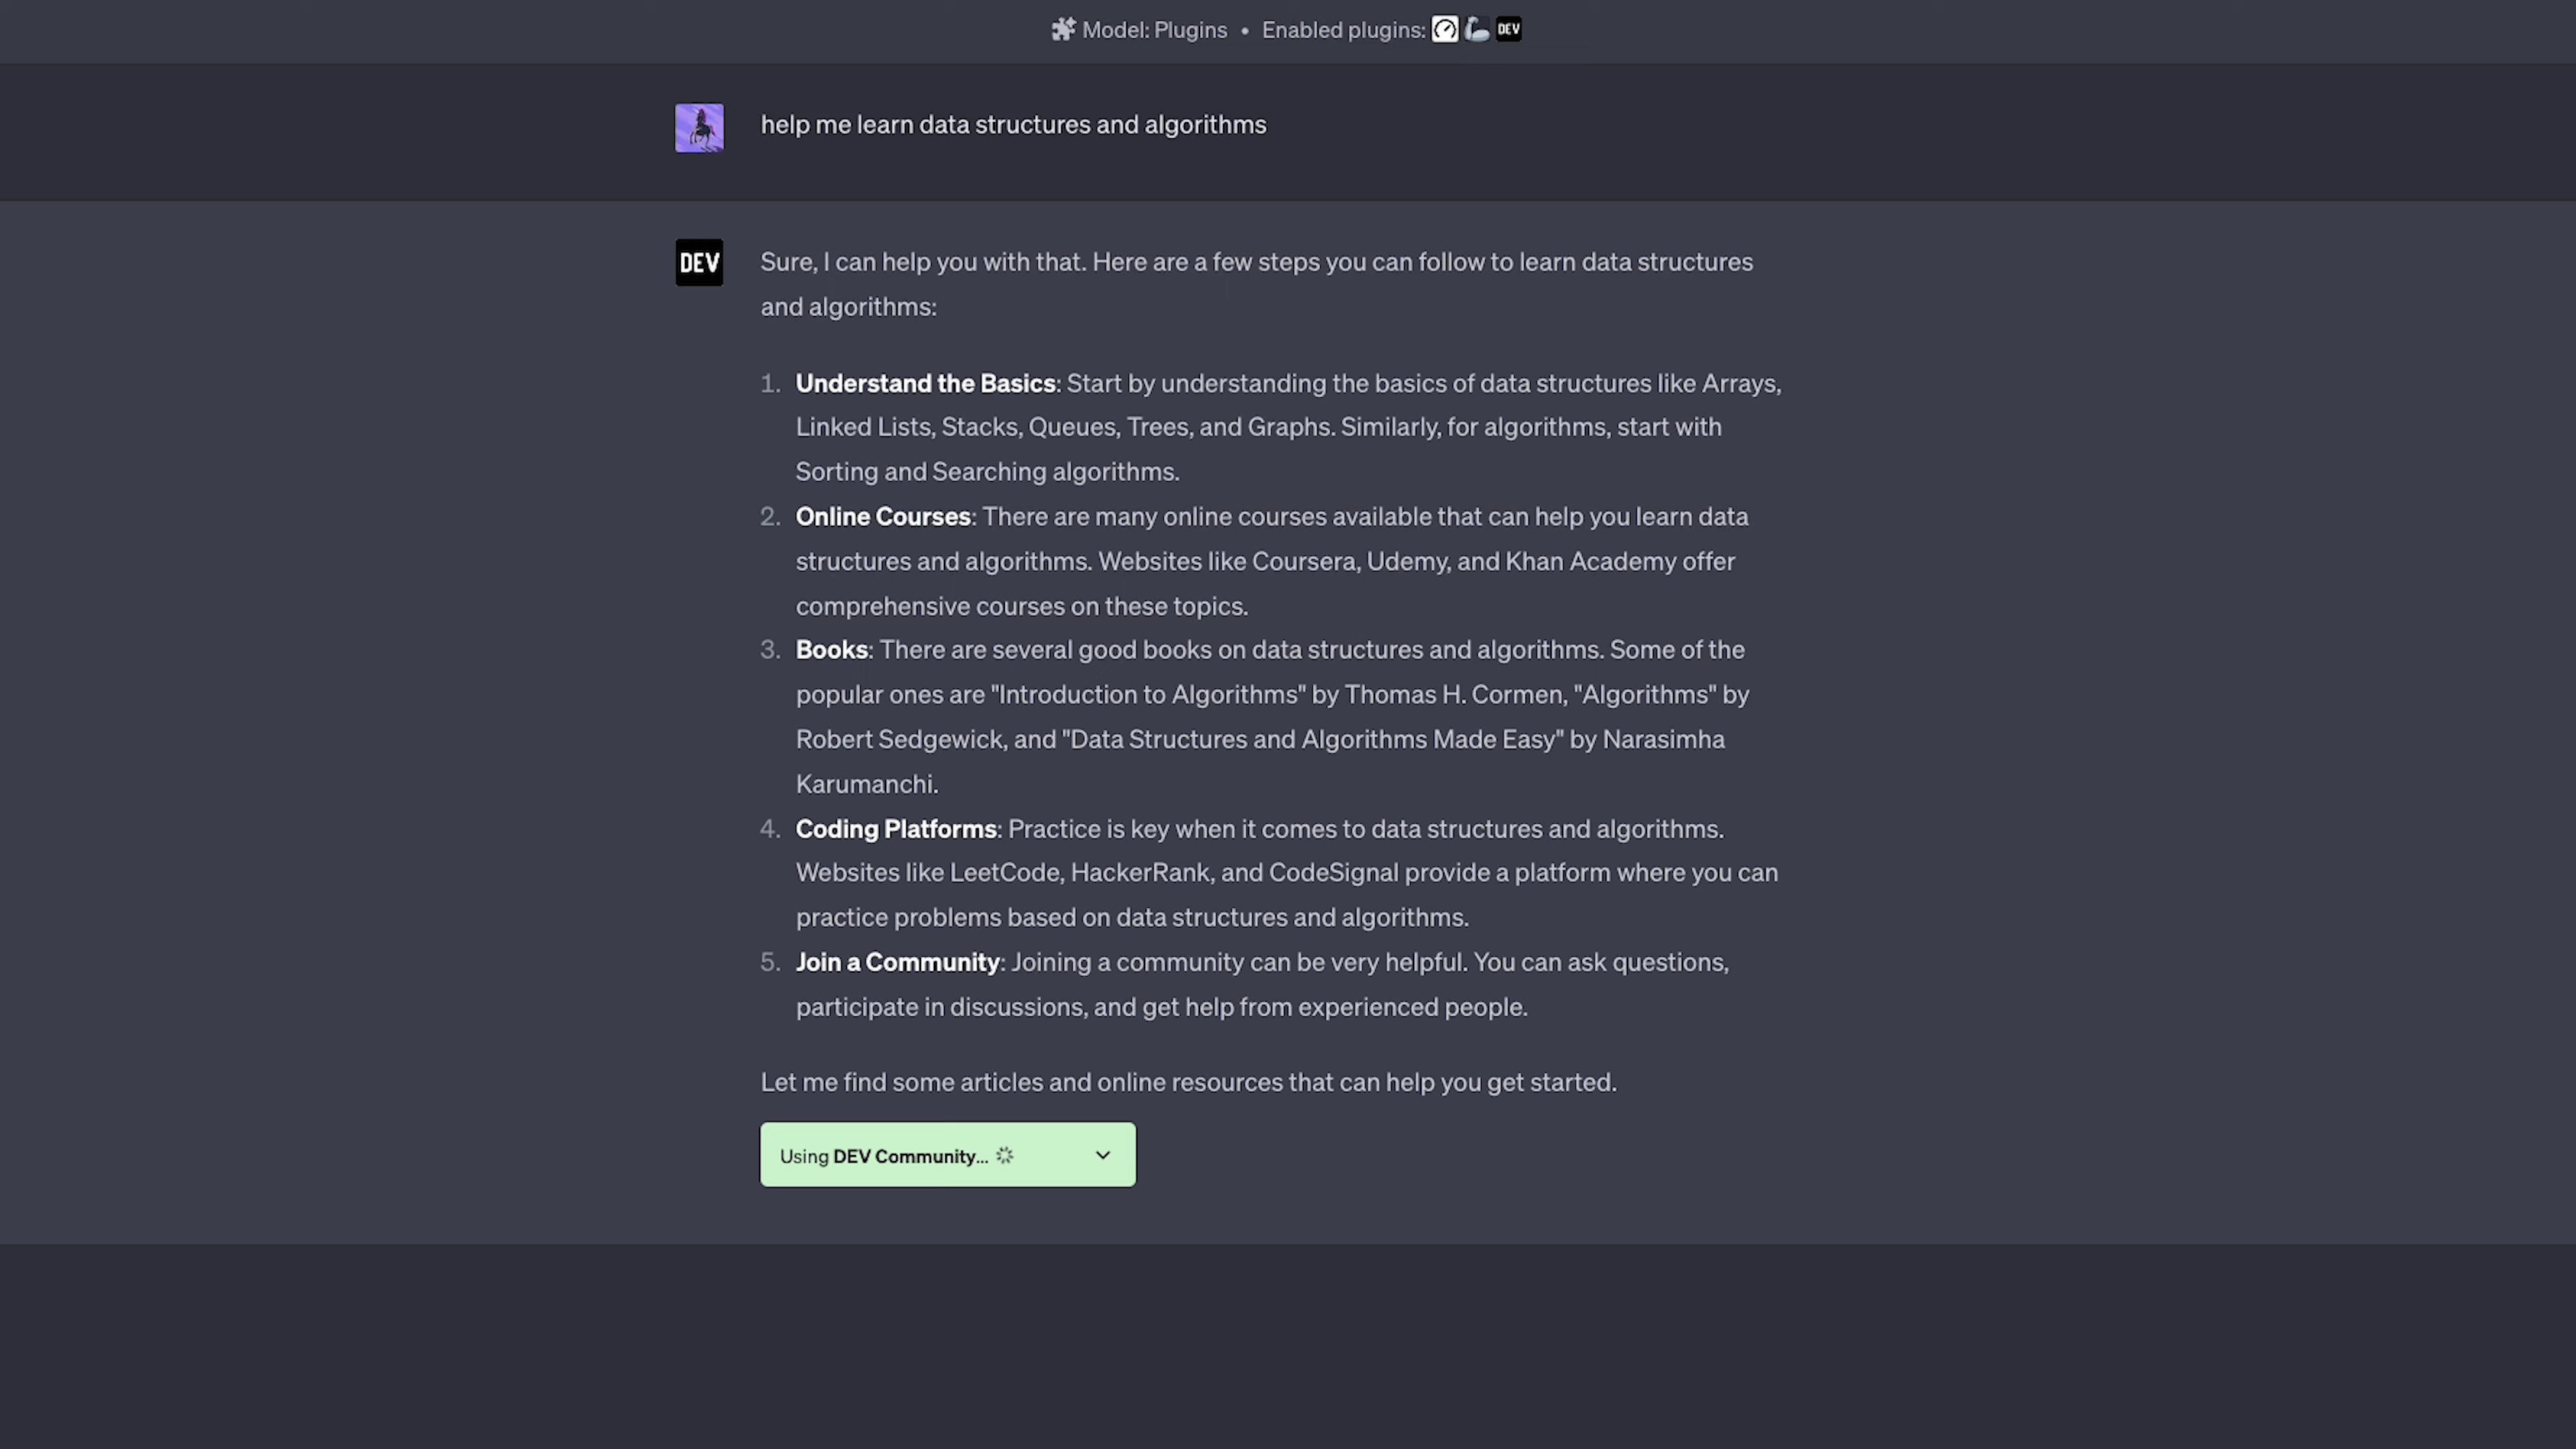 Model: Plugins • Enabled plugins: DEV
help me learn data structures and algorithms
DEV
Sure, I can help you with that. Here are a few steps you can follow to learn data structures
and algorithms:
1. Understand the Basics: Start by understanding the basics of data structures like Arrays,
Linked Lists, Stacks, Queues, Trees, and Graphs. Similarly, for algorithms, start with
Sorting and Searching algorithms.
2. Online Courses: There are many online courses available that can help you learn data
structures and algorithms. Websites like Coursera, Udemy, and Khan Academy offer
comprehensive courses on these topics.
3. Books: There are several good books on data structures and algorithms. Some of the
popular ones are "Introduction to Algorithms" by Thomas H. Cormen, "Algorithms" by
Robert Sedgewick, and "Data Structures and Algorithms Made Easy" by Narasimha
Karumanchi.
4. Coding Platforms: Practice is key when it comes to data structures and algorithms.
Websites like LeetCode, HackerRank, and CodeSignal provide a platform where you can
practice problems based on data structures and algorithms.
5. Join a Community: Joining a community can be very helpful. You can ask questions,
participate in discussions, and get help from experienced people.
Let me find some articles and online resources that can help you get started.
Using DEV Community...